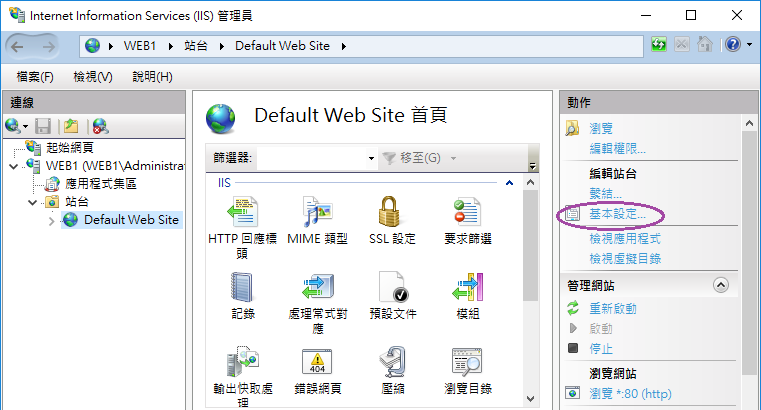 Internet Information Services (IIS) 管理員
WEB1 站台 Default Web Site
檔案(F) 檢視(V) 說明(H)
連線
起始網頁
WEB1 (WEB1\Administra
應用程式集區
站台
Default Web Site
Default Web Site 首頁
篩選器: 移至(G)
IIS
HTTP 回應標
頭
MIME 類型
SSL 設定
要求篩選
記錄
處理常式對
應
預設文件
模組
輸出快取處
理
404
錯誤網頁
壓縮
瀏覽目錄
動作
瀏覽
編輯權限...
編輯站台
繫結...
基本設定...
檢視應用程式
檢視虛擬目錄
管理網站
重新啟動
啟動
停止
瀏覽網站
瀏覽 *:80 (http)